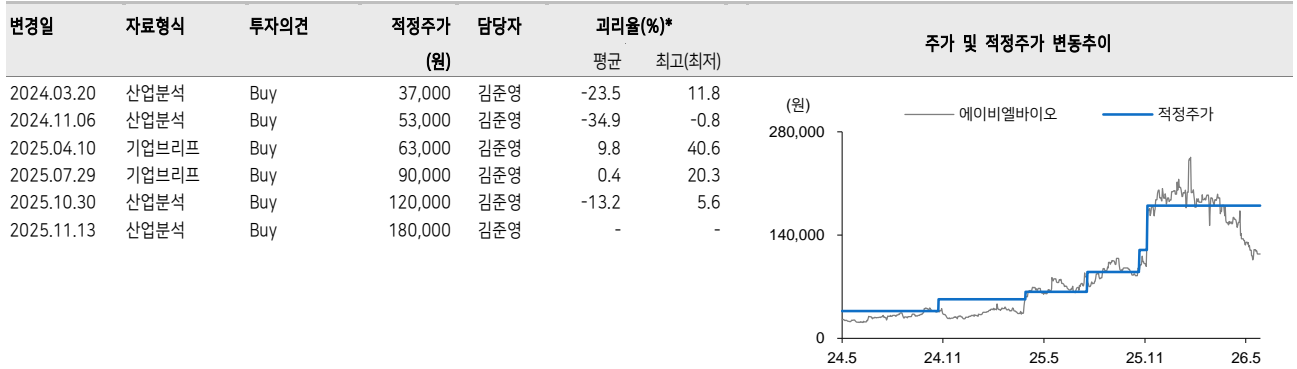 변경일 자료형식 투자의견 적정주가 담당자 괴리율(%)* 주가 및 적정주가 변동추이
(원) 평균 최고(최저)
2024.03.20 산업분석 Buy 37,000 김준영 -23.5 11.8
2024.11.06 산업분석 Buy 53,000 김준영 -34.9 -0.8
2025.04.10 기업브리프 Buy 63,000 김준영 9.8 40.6
2025.07.29 기업브리프 Buy 90,000 김준영 0.4 20.3
2025.10.30 산업분석 Buy 120,000 김준영 -13.2 5.6
2025.11.13 산업분석 Buy 180,000 김준영 - -
(원) 에이비엘바이오 적정주가
280,000
140,000
0
24.5 24.11 25.5 25.11 26.5